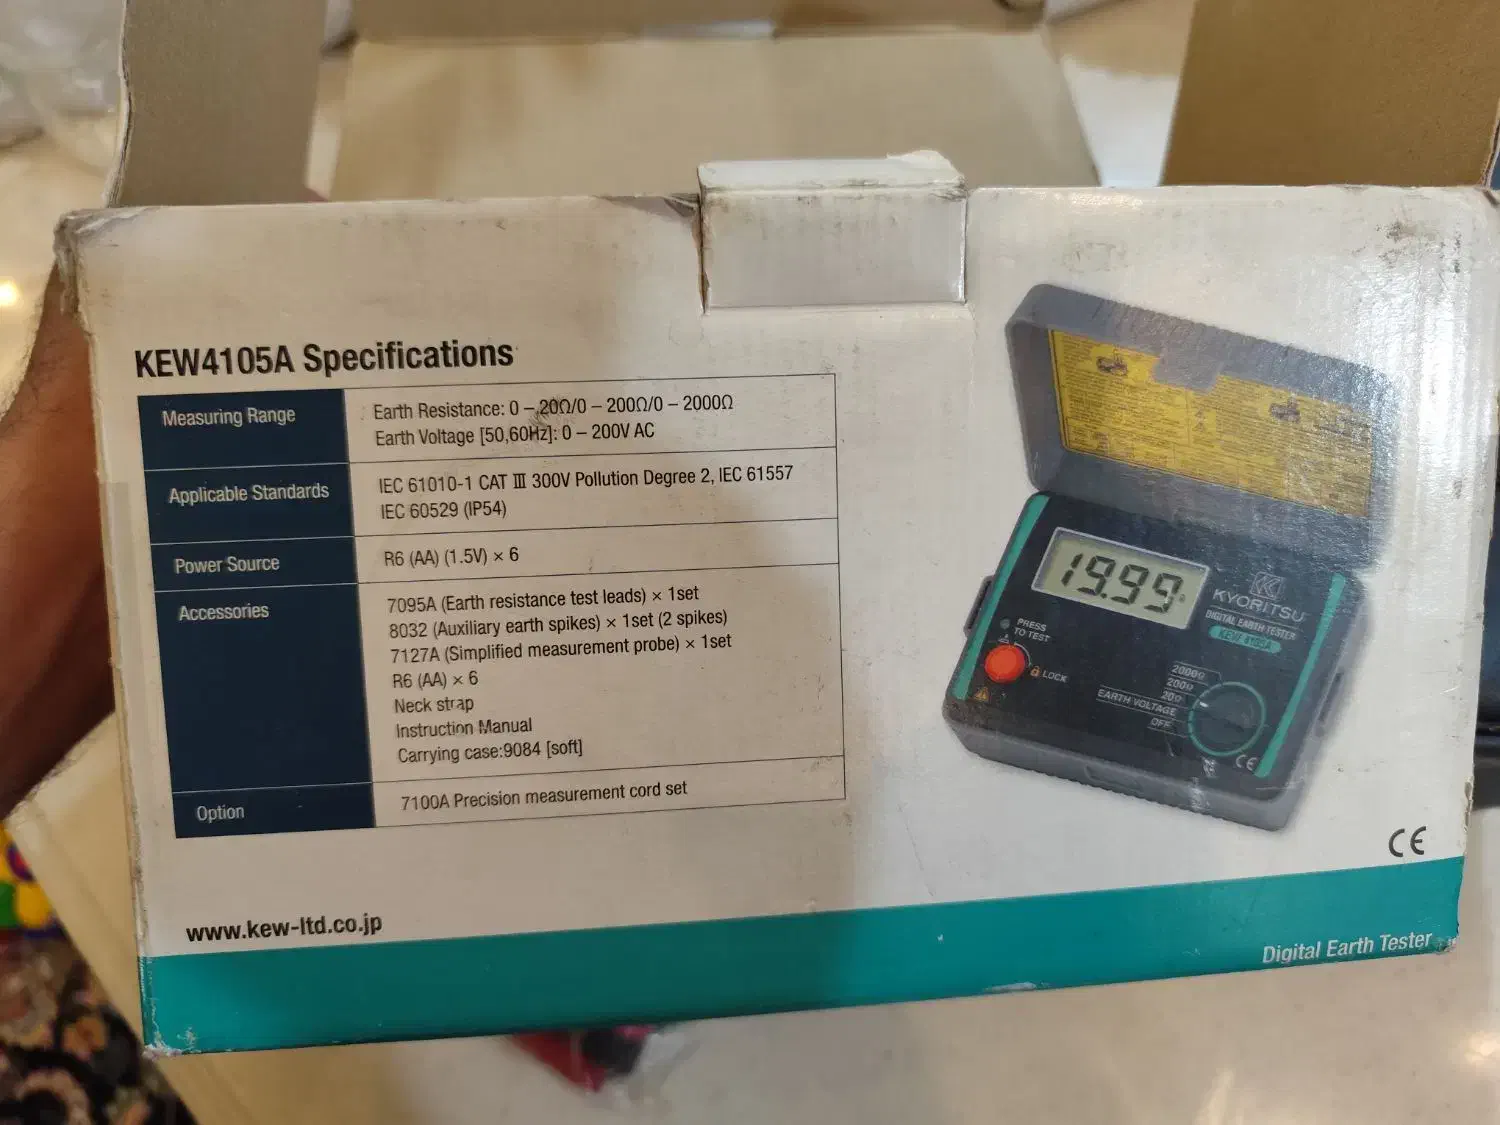 KEW4105A Specifications
Measuring Range
Earth Resistance: 0 – 20Ω/0 – 200Ω/0 – 2000Ω
Earth Voltage [50,60Hz]: 0 – 200V AC
Applicable Standards
IEC 61010-1 CAT Ⅲ 300V Pollution Degree 2, IEC 61557
IEC 60529 (IP54)
Power Source
R6 (AA) (1.5V) × 6
Accessories
7095A (Earth resistance test leads) × 1set
8032 (Auxiliary earth spikes) × 1set (2 spikes)
7127A (Simplified measurement probe) × 1set
R6 (AA) × 6
Neck strap
Instruction Manual
Carrying case:9084 [soft]
Option
7100A Precision measurement cord set
www.kew-ltd.co.jp
19.99
KYORITSU
DIGITAL EARTH TESTER
KEW 4105A
PRESS
TO TEST
LOCK
2000Ω
200Ω
20Ω
EARTH VOLTAGE
OFF
CE
CE
Digital Earth Tester